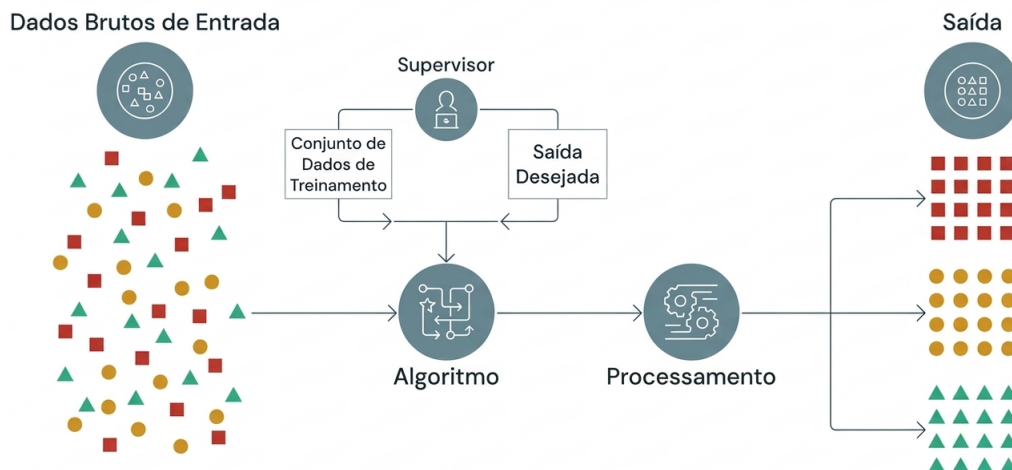 Dados Brutos de Entrada
Saída
Supervisor
Conjunto de
Dados de
Treinamento
Saída
Desejada
Algoritmo
Processamento